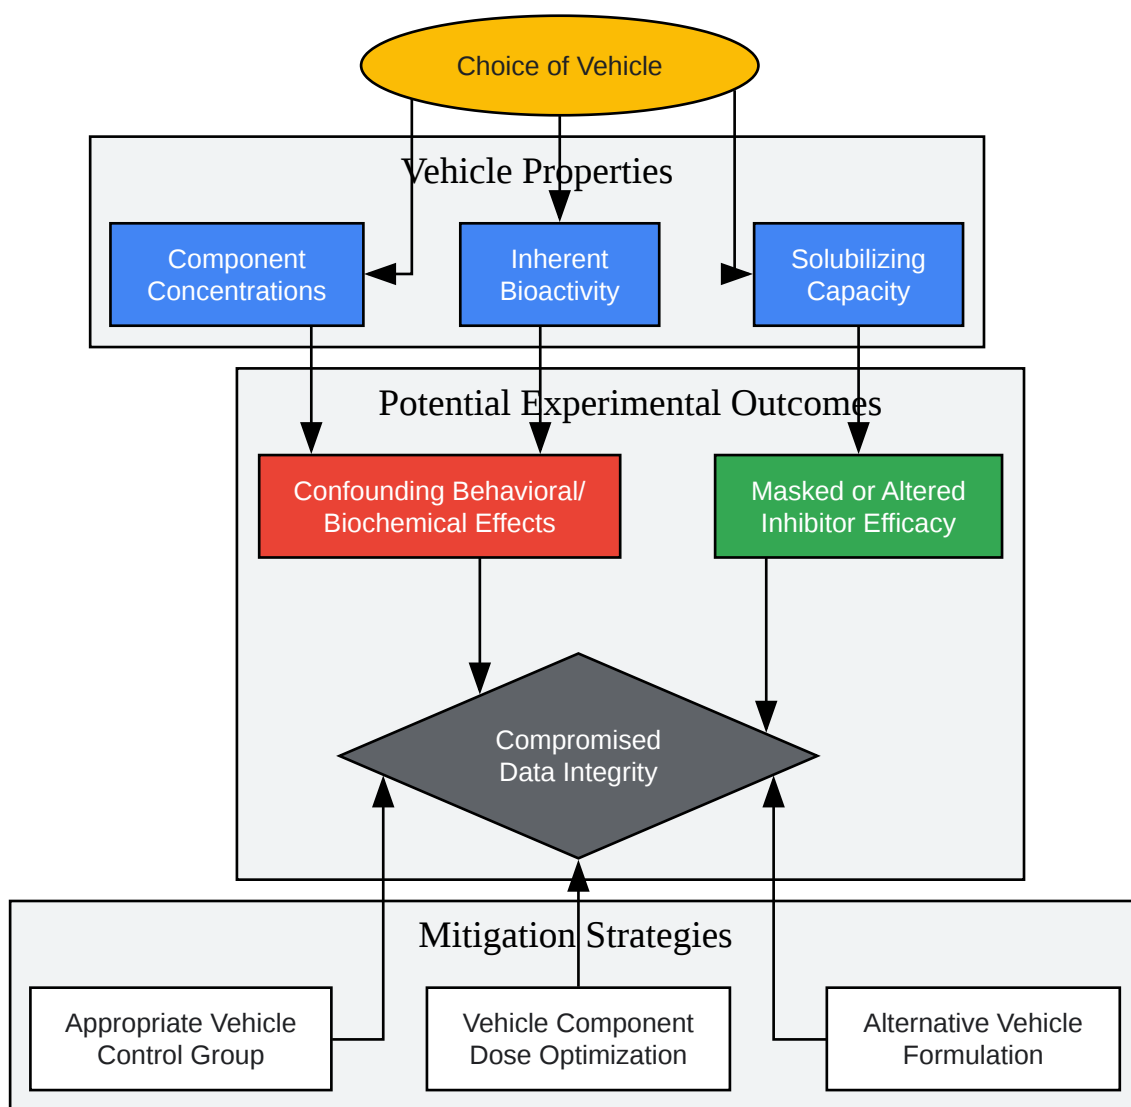 Choice of Vehicle
Vehicle Properties
Component
Concentrations
Inherent
Bioactivity
Solubilizing
Capacity
Potential Experimental Outcomes
Confounding Behavioral/
Biochemical Effects
Masked or Altered
Inhibitor Efficacy
Compromised
Data Integrity
Mitigation Strategies
Appropriate Vehicle
Control Group
Vehicle Component
Dose Optimization
Alternative Vehicle
Formulation